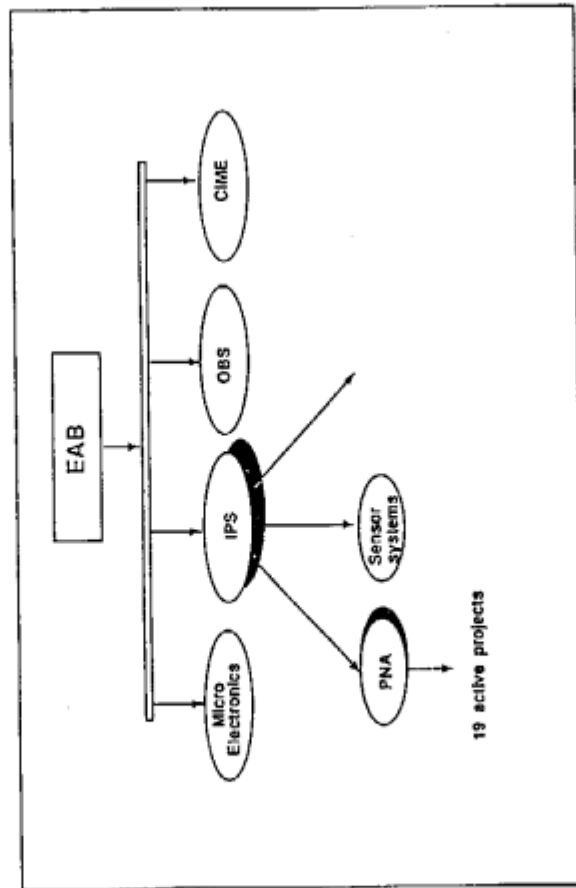 EAB
Micro
Electronics
IPS
OBS
CIME
PNA
Sensor
systems
19 active projects